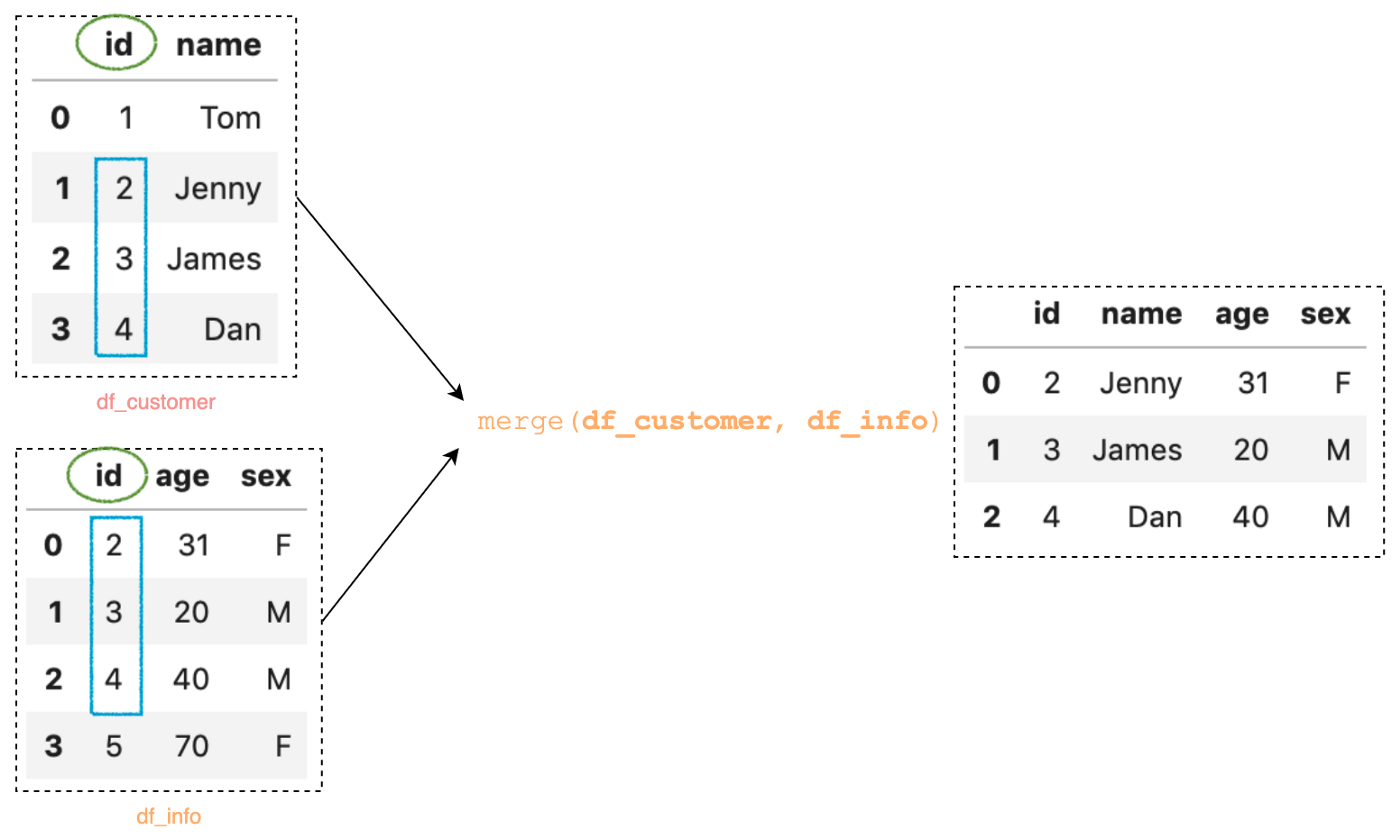 id name
0 1 Tom
1 2 Jenny
2 3 James
3 4 Dan
df_customer
id age sex
0 2 31 F
1 3 20 M
2 4 40 M
3 5 70 F
df_info
merge(df_customer, df_info)
id name age sex
0 2 Jenny 31 F
1 3 James 20 M
2 4 Dan 40 M